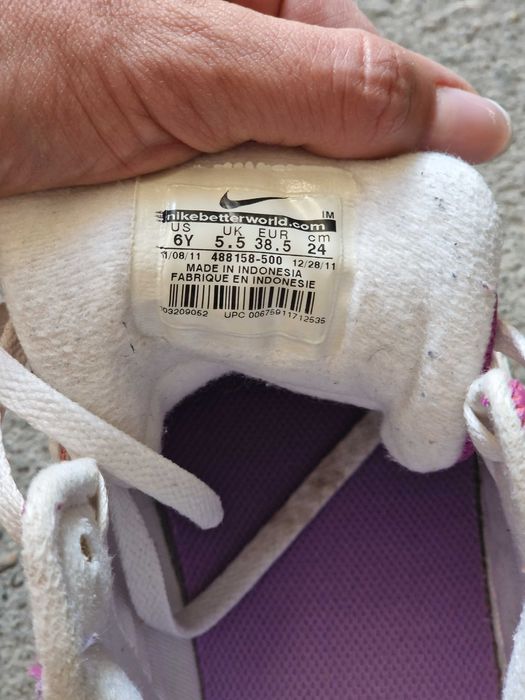 IM
nikebetterworld.com
US UK EUR cm
6Y 5.5 38.5 24
11/08/11 488158-500 12/28/11
MADE IN INDONESIA
FABRIQUE EN INDONESIE
UPC 00675911712535